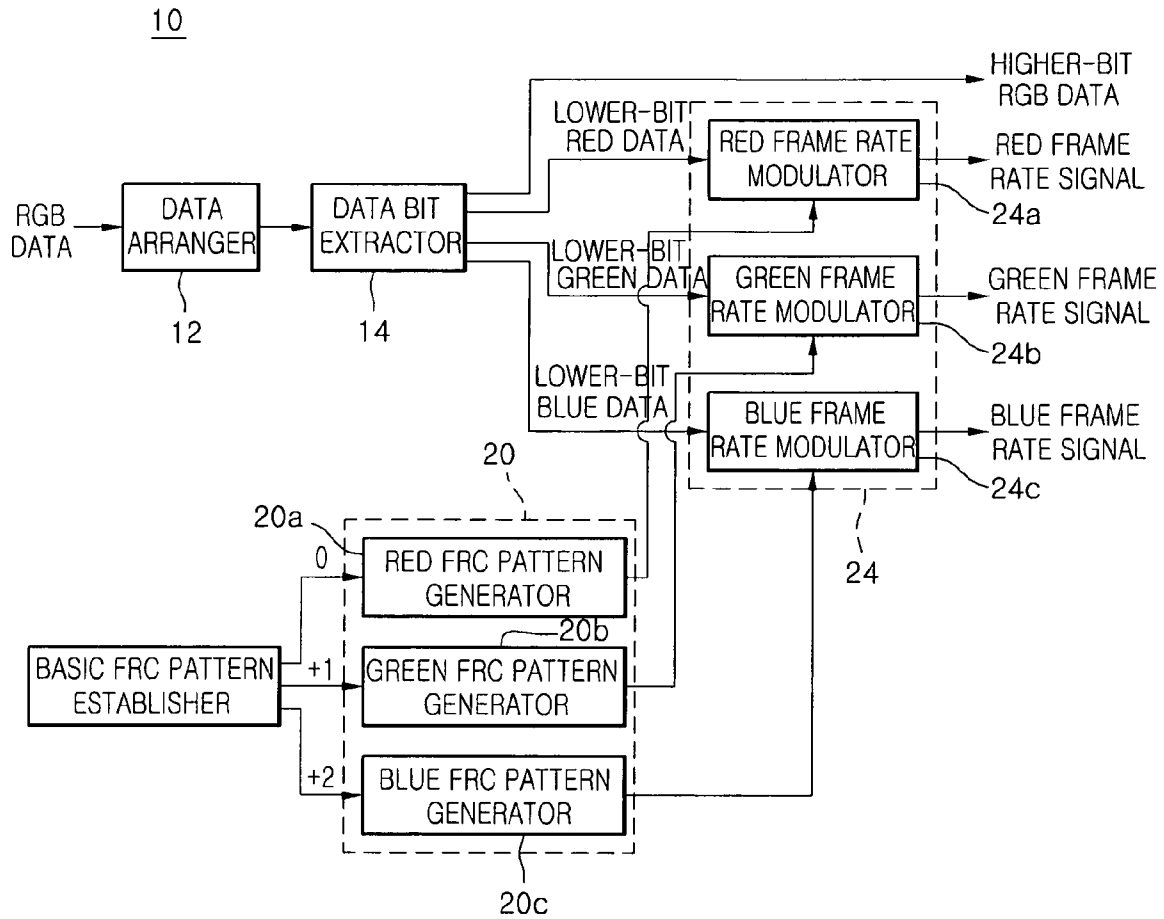 10
HIGHER-BIT
RGB DATA
LOWER-BIT
RED DATA
RED FRAME RATE
MODULATOR
RED FRAME
RATE SIGNAL
24a
RGB
DATA
DATA
ARRANGER
12
DATA BIT
EXTRACTOR
14
LOWER-BIT
GREEN DATA
GREEN FRAME
RATE MODULATOR
GREEN FRAME
RATE SIGNAL
24b
LOWER-BIT
BLUE DATA
BLUE FRAME
RATE MODULATOR
BLUE FRAME
RATE SIGNAL
24c
24
20
20a
0
RED FRC PATTERN
GENERATOR
20b
BASIC FRC PATTERN
ESTABLISHER
+1
GREEN FRC PATTERN
GENERATOR
+2
BLUE FRC PATTERN
GENERATOR
20c